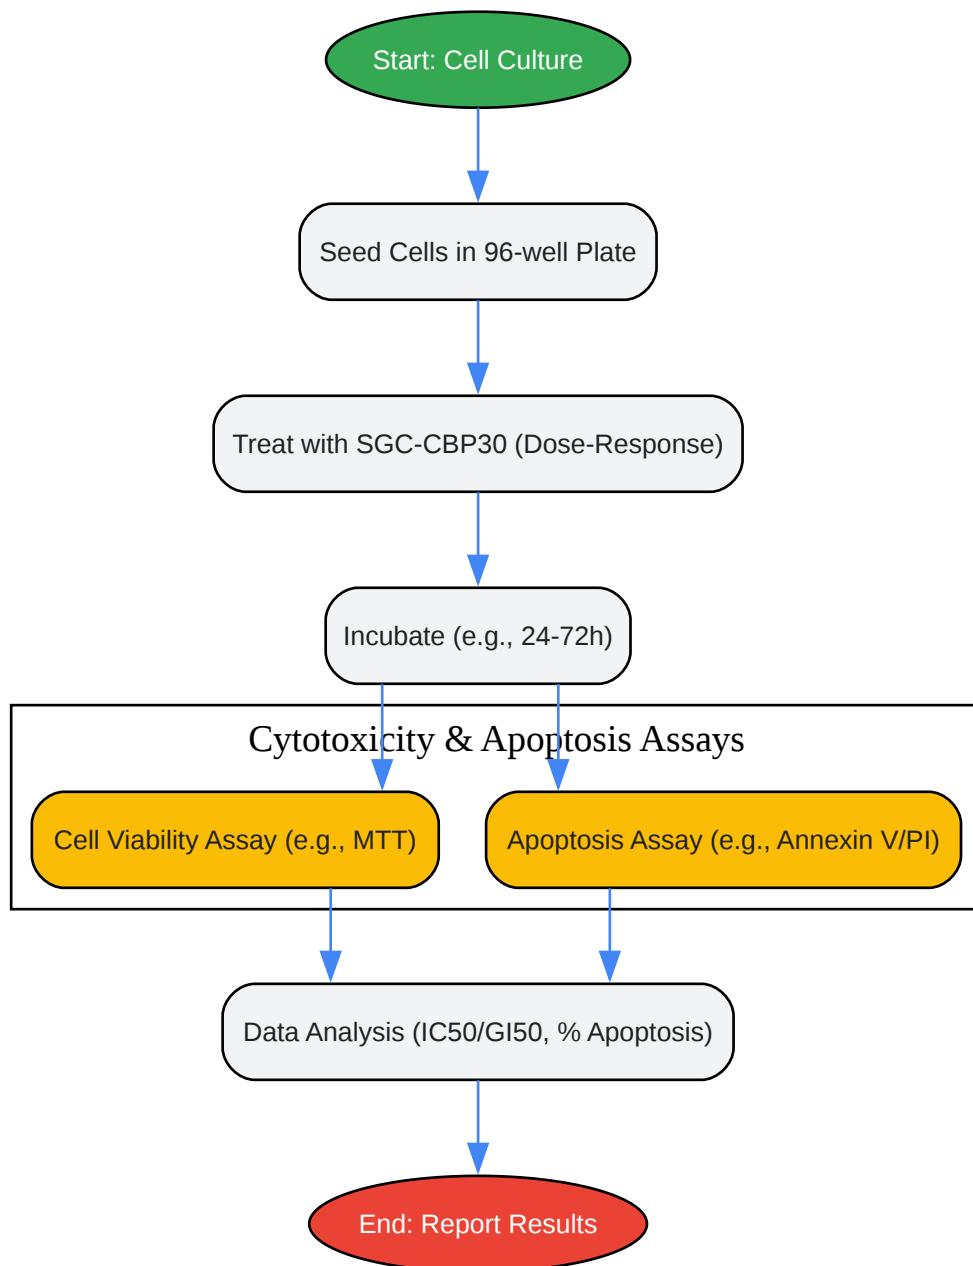 Start: Cell Culture
Seed Cells in 96-well Plate
Treat with SGC-CBP30 (Dose-Response)
Incubate (e.g., 24-72h)
Cytotoxicity & Apoptosis Assays
Cell Viability Assay (e.g., MTT)
Apoptosis Assay (e.g., Annexin V/PI)
Data Analysis (IC50/GI50, % Apoptosis)
End: Report Results